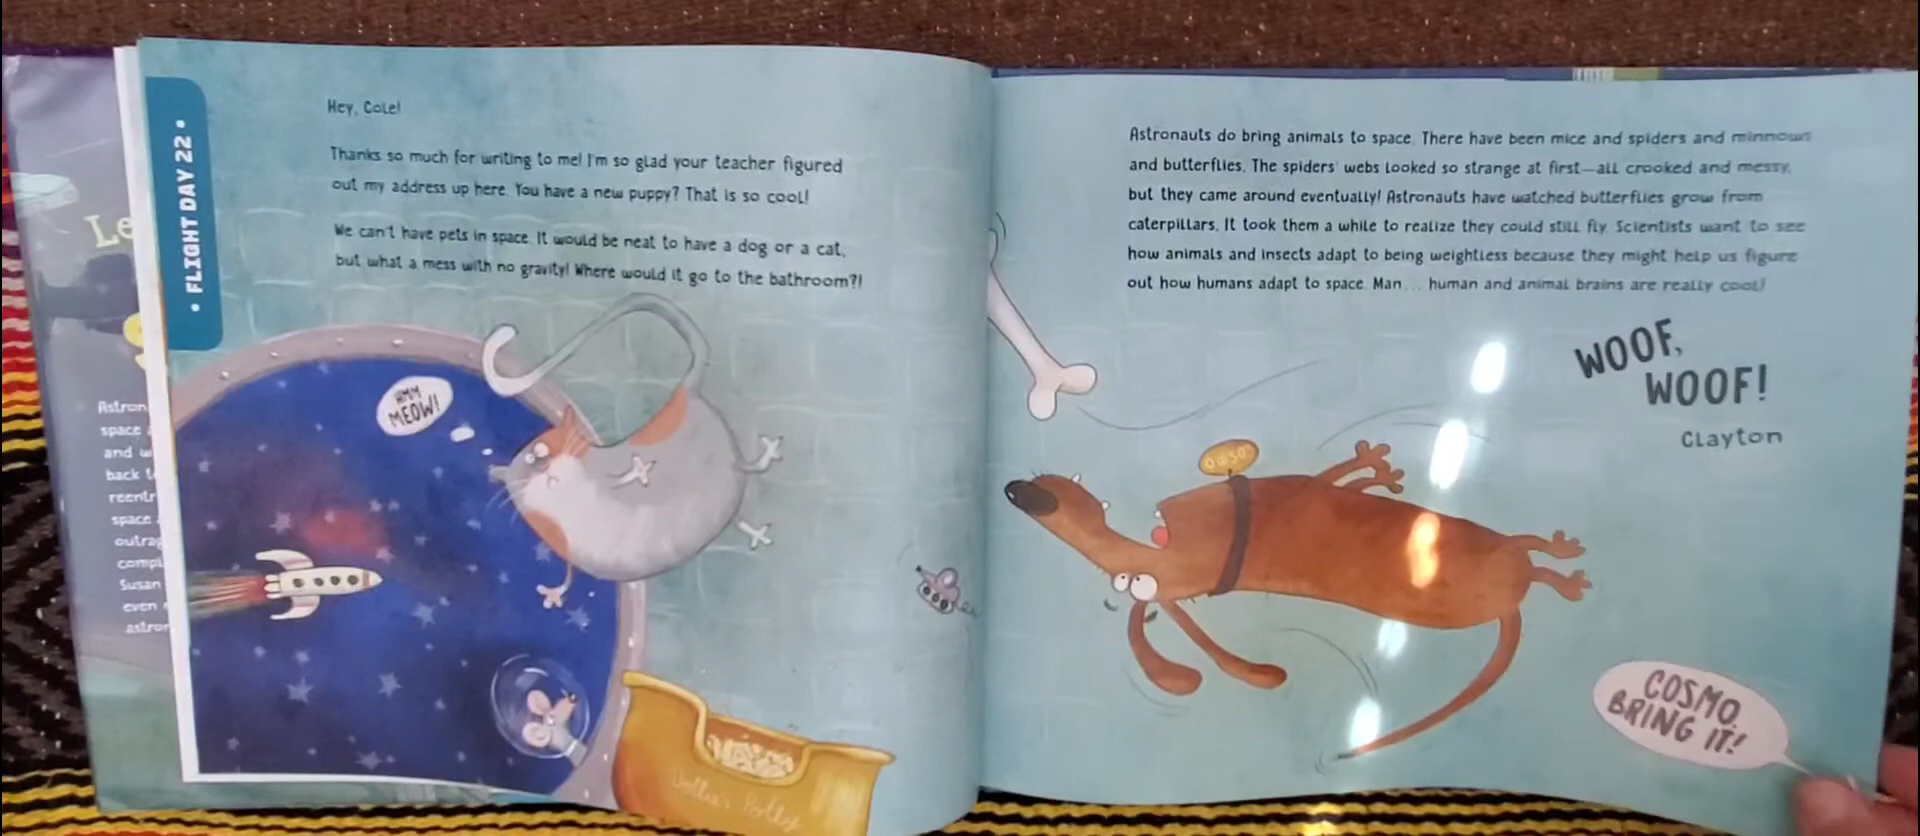 Le
Astron
space
and w
back t
reentr
space
outrag
compl
Susan
even
astron
• FLIGHT DAY 22 •
Hey, Cole!
Thanks so much for writing to me! I'm so glad your teacher figured
out my address up here. You have a new puppy? That is so cool!
We can't have pets in space. It would be neat to have a dog or a cat,
but what a mess with no gravity! Where would it go to the bathroom?!
HMM
MEOW!
Potty
Astronauts do bring animals to space. There have been mice and spiders and minnows
and butterflies. The spiders' webs looked so strange at first—all crooked and messy,
but they came around eventually! Astronauts have watched butterflies grow from
caterpillars. It took them a while to realize they could still fly. Scientists want to see
how animals and insects adapt to being weightless because they might help us figure
out how humans adapt to space. Man... human and animal brains are really cool!
WOOF,
WOOF!
Clayton
COSMO,
BRING IT!